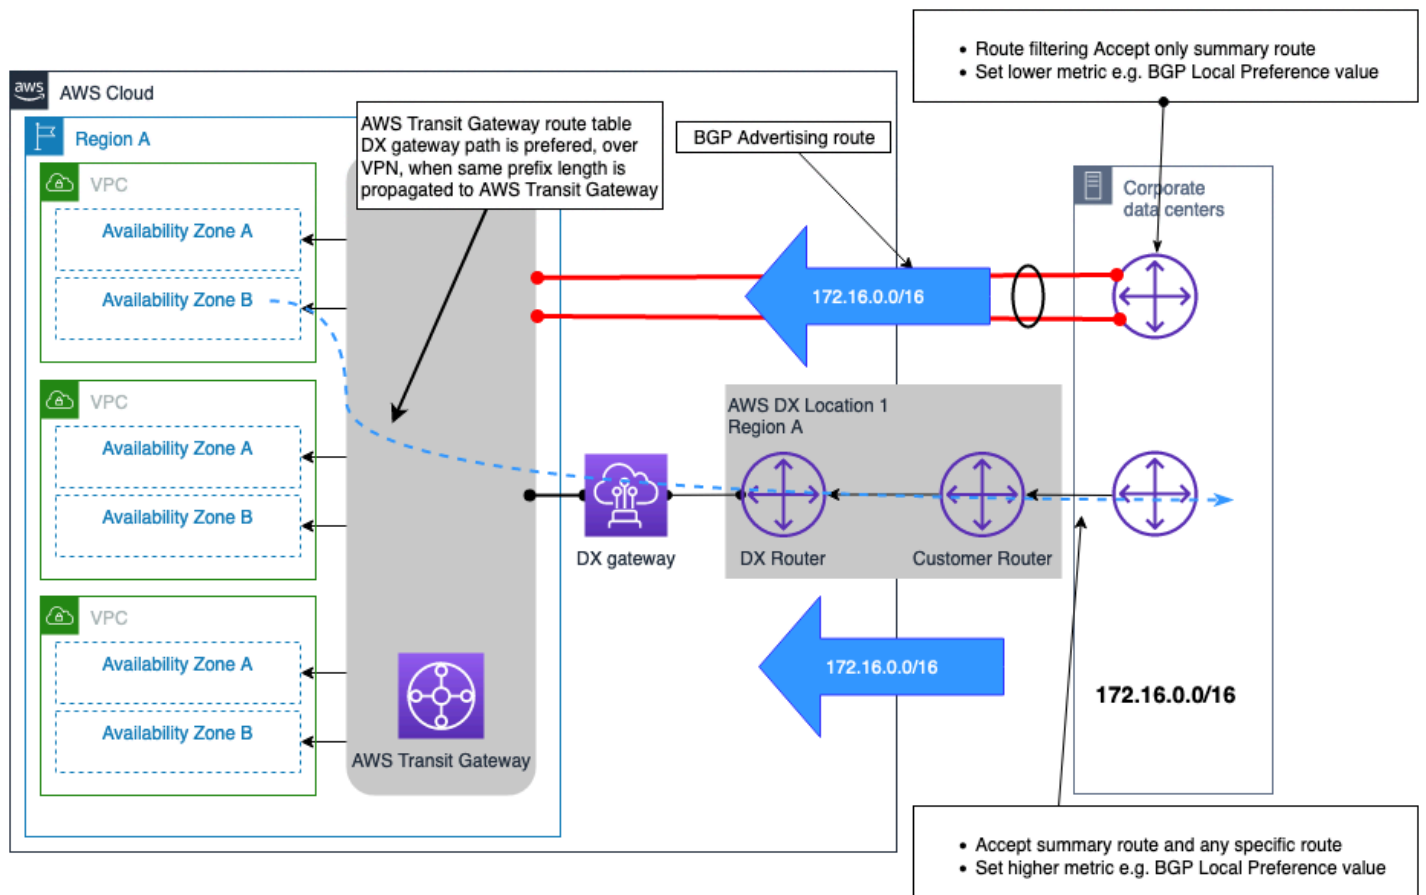 Route filtering Accept only summary route
Set lower metric e.g. BGP Local Preference value
aws
AWS Cloud
Region A
AWS Transit Gateway route table
DX gateway path is prefered, over
VPN, when same prefix length is
propagated to AWS Transit Gateway
BGP Advertising route
Corporate
data centers
VPC
Availability Zone A
Availability Zone B
172.16.0.0/16
VPC
Availability Zone A
Availability Zone B
AWS DX Location 1
Region A
DX gateway
DX Router
Customer Router
VPC
Availability Zone A
Availability Zone B
AWS Transit Gateway
172.16.0.0/16
172.16.0.0/16
Accept summary route and any specific route
Set higher metric e.g. BGP Local Preference value